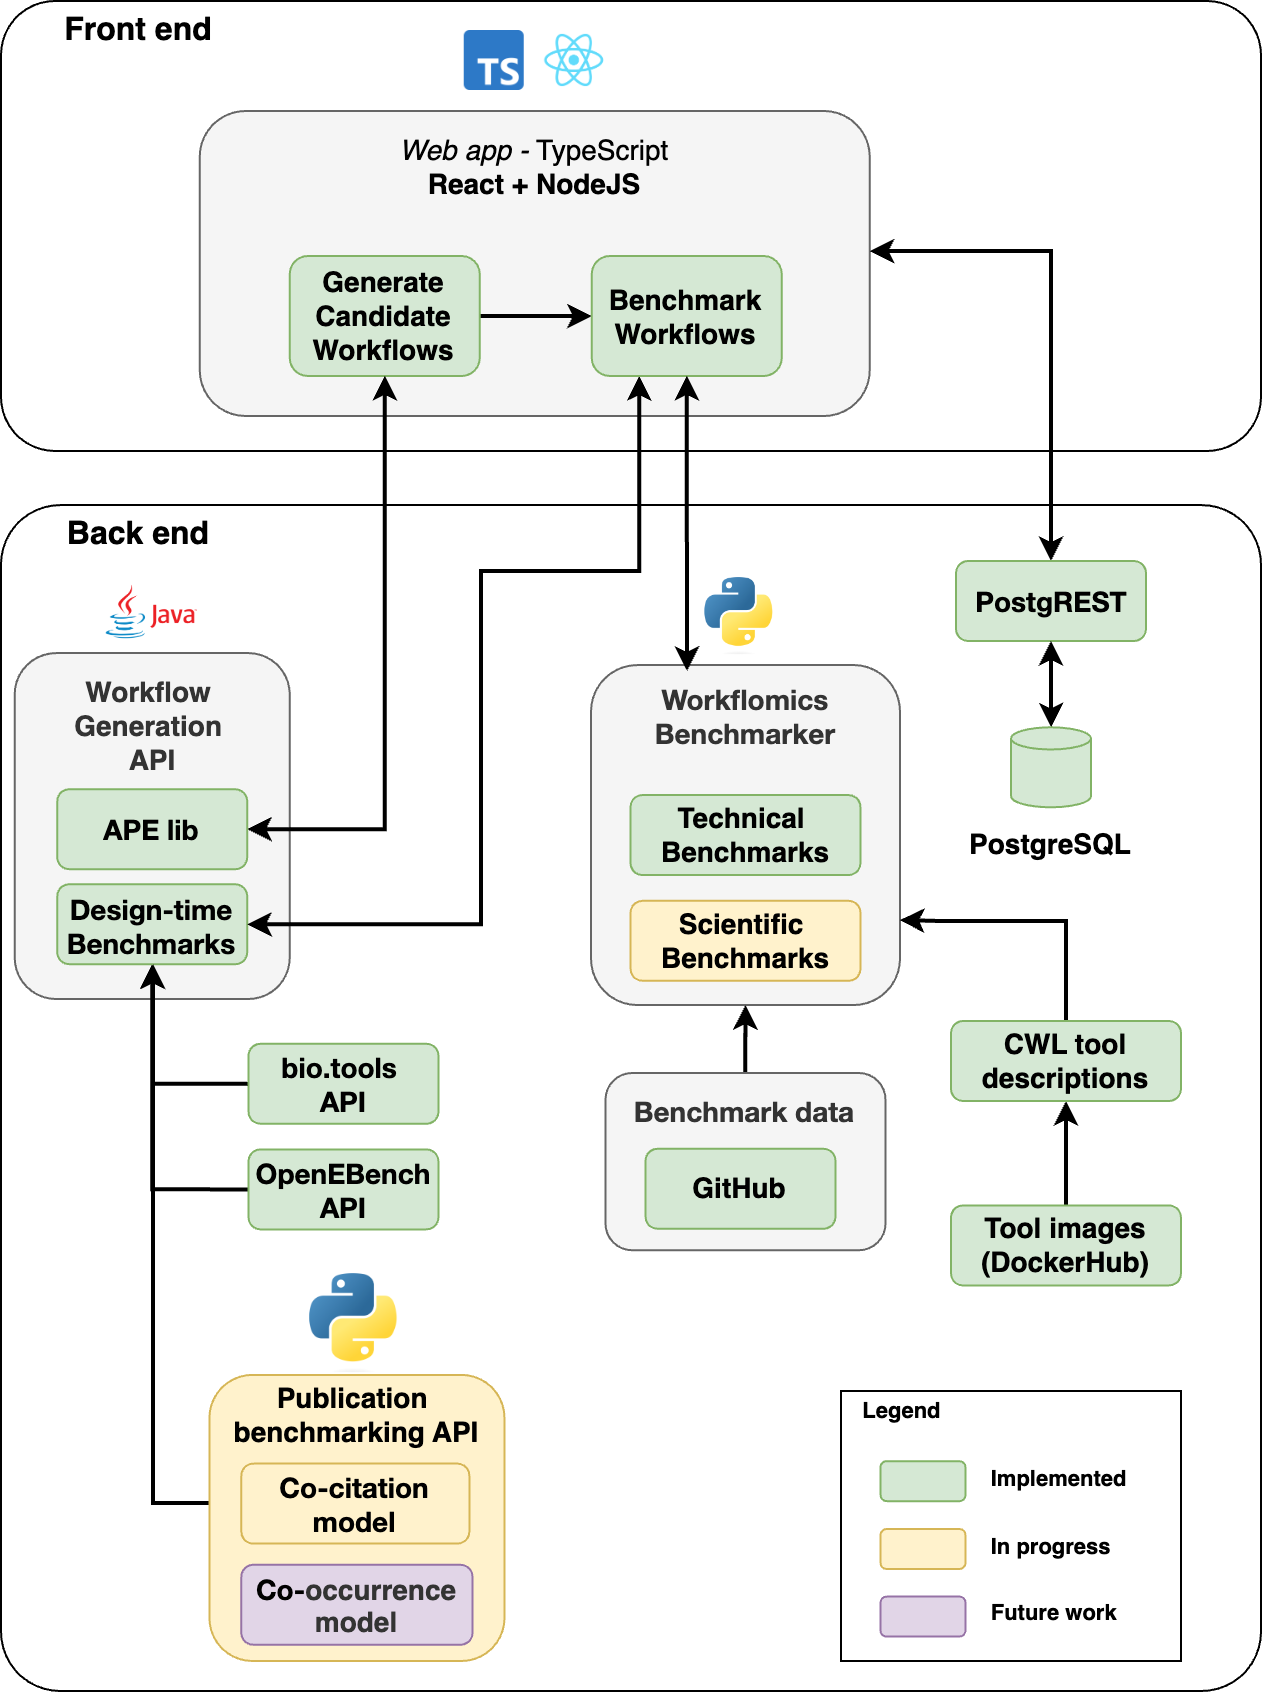 Front end
TS
Web app - TypeScript
React + NodeJS
Generate
Candidate
Workflows
Benchmark
Workflows
Back end
Java
Workflow
Generation
API
APE lib
Design-time
Benchmarks
bio.tools
API
OpenEBench
API
Publication
benchmarking API
Co-citation
model
Co-occurrence
model
Workflomics
Benchmarker
Technical
Benchmarks
Scientific
Benchmarks
Benchmark data
GitHub
PostgREST
PostgreSQL
CWL tool
descriptions
Tool images
(DockerHub)
Legend
Implemented
In progress
Future work